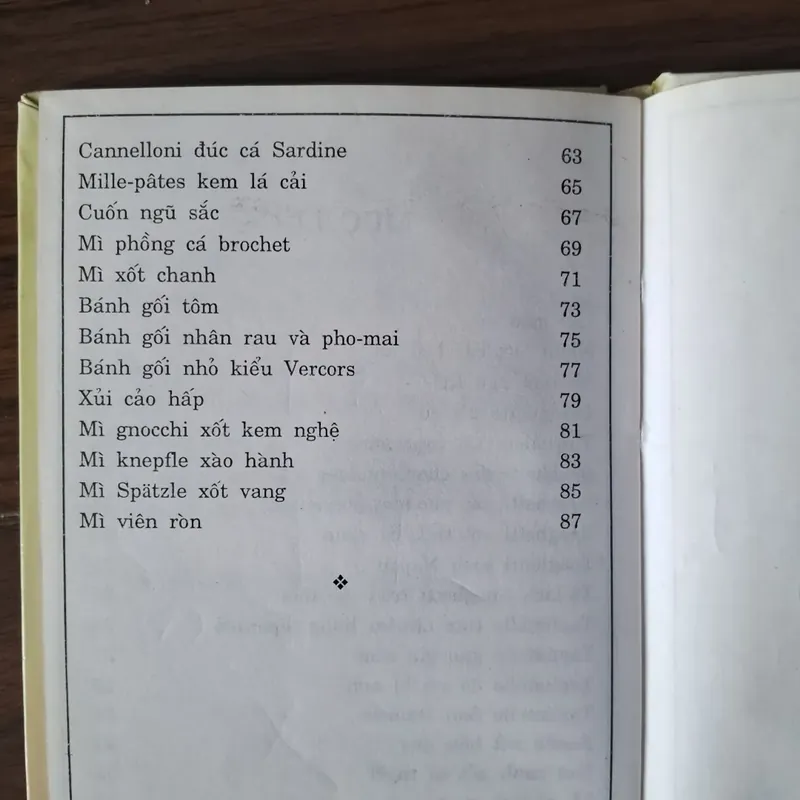 Cannelloni đúc cá Sardine 63
Mille-pâtes kem lá cải 65
Cuốn ngũ sắc 67
Mì phồng cá brochet 69
Mì xốt chanh 71
Bánh gối tôm 73
Bánh gối nhân rau và pho-mai 75
Bánh gối nhỏ kiểu Vercors 77
Xủi cảo hấp 79
Mì gnocchi xốt kem nghệ 81
Mì knepfle xào hành 83
Mì Spätzle xốt vang 85
Mì viên ròn 87